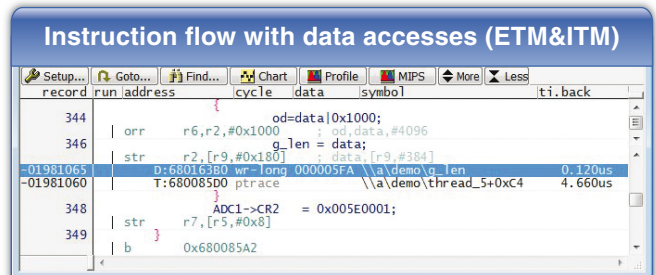 Instruction flow with data accesses (ETM&ITM)
Setup... Goto... Find... Chart Profile MIPS More Less
record run address cycle data symbol ti.back
{
344 od=data|0x1000;
orr r6,r2,#0x1000 ; od,data,#4096
346 g_len = data;
str r2,[r9,#0x180] ; data,[r9,#384]
-01981065 D:680163B0 wr-long 000005FA \\a\demo\g_len 0.120us
-01981060 T:680085D0 ptrace \\a\demo\thread_5+0xC4 4.660us
}
348 ADC1->CR2 = 0x005E0001;
str r7,[r5,#0x8]
349 }
b 0x680085A2